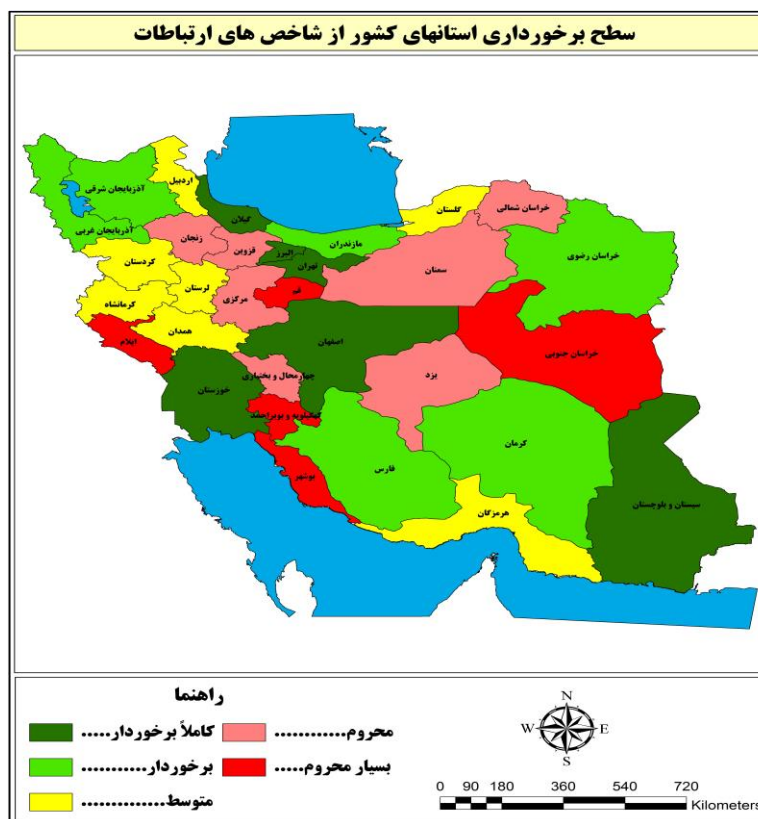 سطح برخورداری استانهای کشور از شاخص های ارتباطات
اردبیل
آذربایجان شرقی
گیلان
گلستان
خراسان شمالی
آذربایجان غربی
زنجان
قزوین
البرز
مازندران
تهران
خراسان رضوی
کردستان
سمنان
لرستان
مرکزی
قم
کرمانشاه
همدان
اصفهان
ایلام
خراسان جنوبی
چهارمحال و بختیاری
یزد
خوزستان
کهگیلویه و بویراحمد
کرمان
فارس
بوشهر
سیستان و بلوچستان
هرمزگان
راهنما
کاملاً برخوردار.....
محروم............
برخوردار...........
بسیار محروم.....
متوسط..............
N
W
E
S
0 90 180 360 540 720
Kilometers